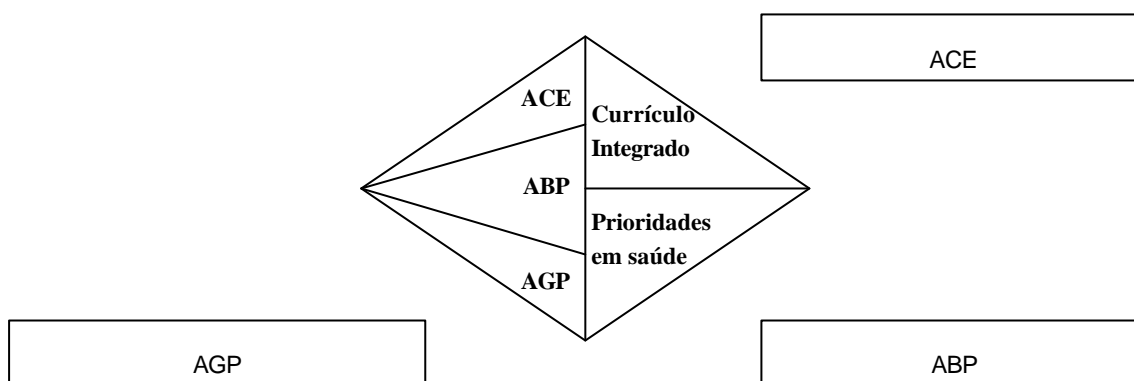 ACE
ACE
Currículo
Integrado
ABP
Prioridades
em saúde
AGP
AGP
ABP